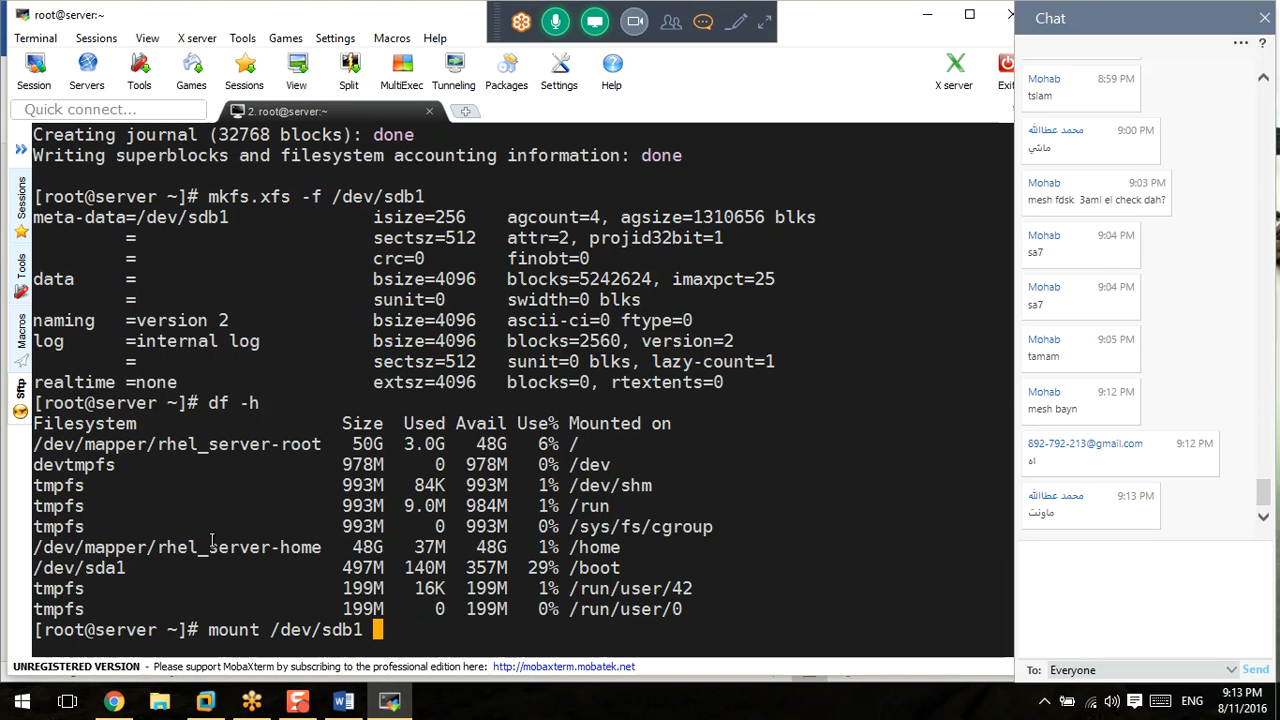 root@server:~
Terminal Sessions View X server Tools Games Settings Macros Help
Session Servers Tools Games Sessions View Split MultiExec Tunneling Packages Settings Help X server Exit
Quick connect...
2. root@server:~
Sessions
Tools
Macros
Sftp
Creating journal (32768 blocks): done
Writing superblocks and filesystem accounting information: done
[root@server ~]# mkfs.xfs -f /dev/sdb1
meta-data=/dev/sdb1 isize=256 agcount=4, agsize=1310656 blks
= sectsz=512 attr=2, projid32bit=1
= crc=0 finobt=0
data = bsize=4096 blocks=5242624, imaxpct=25
= sunit=0 swidth=0 blks
naming =version 2 bsize=4096 ascii-ci=0 ftype=0
log =internal log bsize=4096 blocks=2560, version=2
= sectsz=512 sunit=0 blks, lazy-count=1
realtime =none extsz=4096 blocks=0, rtextents=0
[root@server ~]# df -h
Filesystem Size Used Avail Use% Mounted on
/dev/mapper/rhel_server-root 50G 3.0G 48G 6% /
devtmpfs 978M 0 978M 0% /dev
tmpfs 993M 84K 993M 1% /dev/shm
tmpfs 993M 9.0M 984M 1% /run
tmpfs 993M 0 993M 0% /sys/fs/cgroup
/dev/mapper/rhel_server-home 48G 37M 48G 1% /home
/dev/sda1 497M 140M 357M 29% /boot
tmpfs 199M 16K 199M 1% /run/user/42
tmpfs 199M 0 199M 0% /run/user/0
[root@server ~]# mount /dev/sdb1
UNREGISTERED VERSION - Please support MobaXterm by subscribing to the professional edition here: http://mobaxterm.mobatek.net
Chat
... ?
Mohab 8:59 PM
tslam
محمد عطاالله 9:00 PM
ماشي
Mohab 9:03 PM
mesh fdsk 3aml el check dah?
Mohab 9:04 PM
sa7
Mohab 9:04 PM
sa7
Mohab 9:05 PM
tamam
Mohab 9:12 PM
mesh bayn
892-792-213@gmail.com 9:12 PM
اه
محمد عطاالله 9:13 PM
ماونت
To: Everyone Send
ENG
9:13 PM
8/11/2016